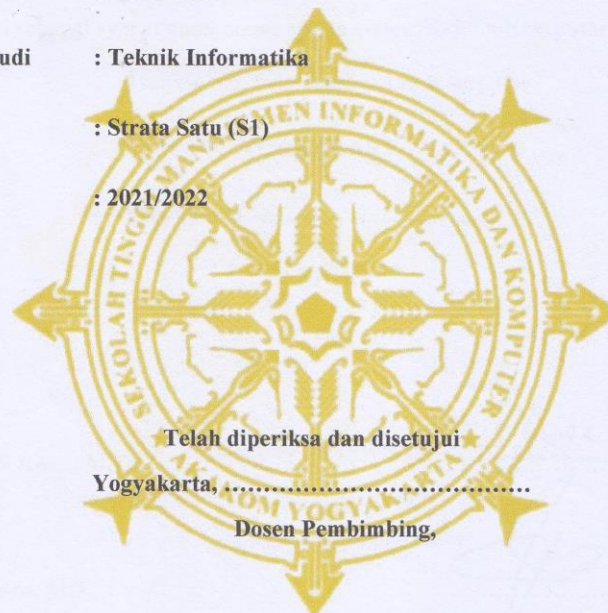 udi : Teknik Informatika
: Strata Satu (S1)
: 2021/2022
SEKOLAH TINGGI MANAJEMEN INFORMATIKA DAN KOMPUTER
Telah diperiksa dan disetujui
AKAKOM YOGYAKARTA
Yogyakarta, ........................................
Dosen Pembimbing,